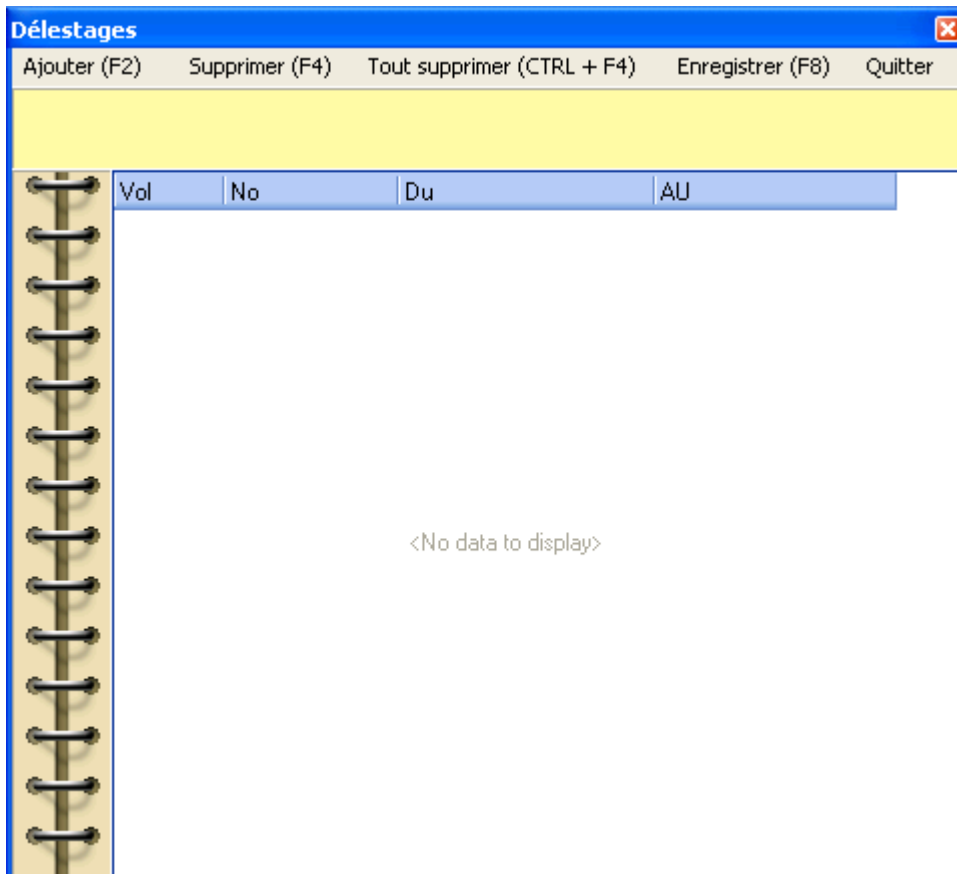 Délestages
Ajouter (F2) Supprimer (F4) Tout supprimer (CTRL + F4) Enregistrer (F8) Quitter
Vol No Du AU
<No data to display>